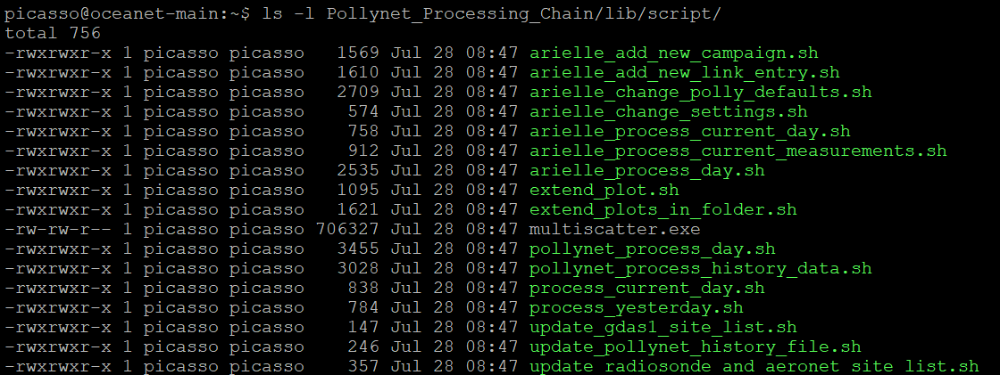 picasso@oceanet-main:~$ ls -l Pollynet_Processing_Chain/lib/script/
total 756
-rwxrwxr-x 1 picasso picasso   1569 Jul 28 08:47 arielle_add_new_campaign.sh
-rwxrwxr-x 1 picasso picasso   1610 Jul 28 08:47 arielle_add_new_link_entry.sh
-rwxrwxr-x 1 picasso picasso   2709 Jul 28 08:47 arielle_change_polly_defaults.sh
-rwxrwxr-x 1 picasso picasso    574 Jul 28 08:47 arielle_change_settings.sh
-rwxrwxr-x 1 picasso picasso    758 Jul 28 08:47 arielle_process_current_day.sh
-rwxrwxr-x 1 picasso picasso    912 Jul 28 08:47 arielle_process_current_measurements.sh
-rwxrwxr-x 1 picasso picasso   2535 Jul 28 08:47 arielle_process_day.sh
-rwxrwxr-x 1 picasso picasso   1095 Jul 28 08:47 extend_plot.sh
-rwxrwxr-x 1 picasso picasso   1621 Jul 28 08:47 extend_plots_in_folder.sh
-rw-rw-r-- 1 picasso picasso 706327 Jul 28 08:47 multiscatter.exe
-rwxrwxr-x 1 picasso picasso   3455 Jul 28 08:47 pollynet_process_day.sh
-rwxrwxr-x 1 picasso picasso   3028 Jul 28 08:47 pollynet_process_history_data.sh
-rwxrwxr-x 1 picasso picasso    838 Jul 28 08:47 process_current_day.sh
-rwxrwxr-x 1 picasso picasso    784 Jul 28 08:47 process_yesterday.sh
-rwxrwxr-x 1 picasso picasso    147 Jul 28 08:47 update_gdas1_site_list.sh
-rwxrwxr-x 1 picasso picasso    246 Jul 28 08:47 update_pollynet_history_file.sh
-rwxrwxr-x 1 picasso picasso    357 Jul 28 08:47 update_radiosonde_and_aeronet_site_list.sh